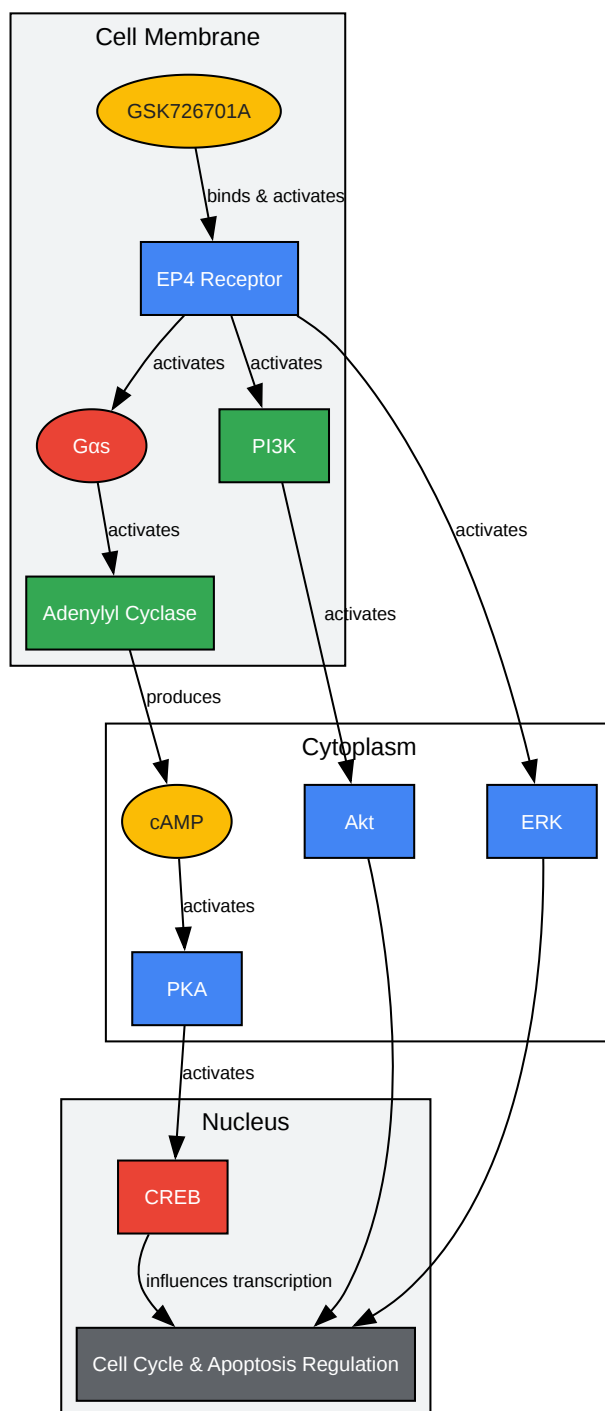 Cell Membrane
GSK726701A
binds & activates
EP4 Receptor
activates
activates
Gαs
PI3K
activates
activates
Adenylyl Cyclase
activates
produces
Cytoplasm
cAMP
Akt
ERK
activates
PKA
activates
Nucleus
CREB
influences transcription
Cell Cycle & Apoptosis Regulation